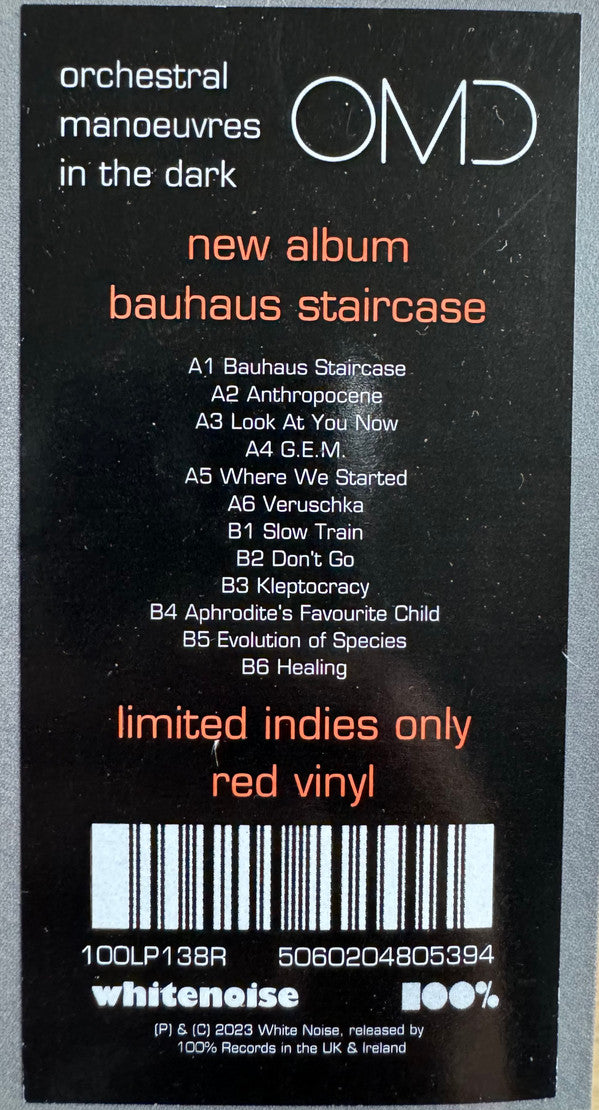 orchestral
manoeuvres
in the dark
OMD
new album
bauhaus staircase
A1 Bauhaus Staircase
A2 Anthropocene
A3 Look At You Now
A4 G.E.M.
A5 Where We Started
A6 Veruschka
B1 Slow Train
B2 Don't Go
B3 Kleptocracy
B4 Aphrodite's Favourite Child
B5 Evolution of Species
B6 Healing
limited indies only
red vinyl
100LP138R 5060204805394
whitenoise 100%
(P) & (C) 2023 White Noise, released by
100% Records in the UK & Ireland